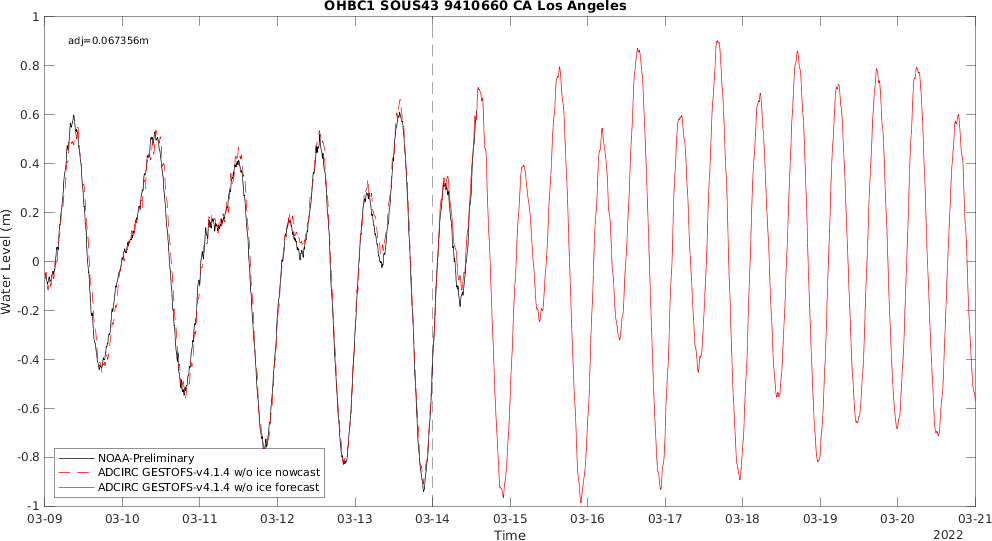 OHBC1 SOUS43 9410660 CA Los Angeles
adj=0.067356m
1
0.8
0.6
0.4
0.2
0
-0.2
-0.4
-0.6
-0.8
-1
Water Level (m)
NOAA-Preliminary
ADCIRC GESTOFS-v4.1.4 w/o ice nowcast
ADCIRC GESTOFS-v4.1.4 w/o ice forecast
03-09 03-10 03-11 03-12 03-13 03-14 03-15 03-16 03-17 03-18 03-19 03-20 03-21
Time
2022